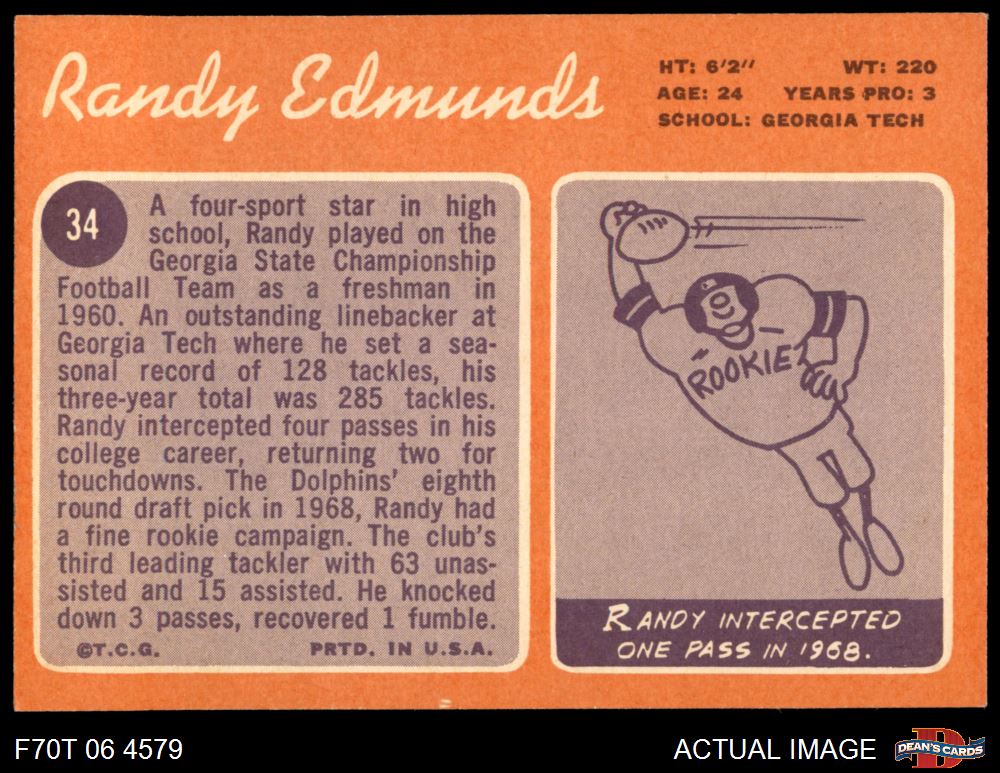 Randy Edmunds
HT: 6'2" WT: 220
AGE: 24 YEARS PRO: 3
SCHOOL: GEORGIA TECH
34
A four-sport star in high
school, Randy played on the
Georgia State Championship
Football Team as a freshman in
1960. An outstanding linebacker at
Georgia Tech where he set a sea-
sonal record of 128 tackles, his
three-year total was 285 tackles.
Randy intercepted four passes in his
college career, returning two for
touchdowns. The Dolphins' eighth
round draft pick in 1968, Randy had
a fine rookie campaign. The club's
third leading tackler with 63 unas-
sisted and 15 assisted. He knocked
down 3 passes, recovered 1 fumble.
©T.C.G. PRTD. IN U.S.A.
"ROOKIE"
RANDY INTERCEPTED
ONE PASS IN 1968.
F70T 06 4579
ACTUAL IMAGE
D
DEAN'S CARDS